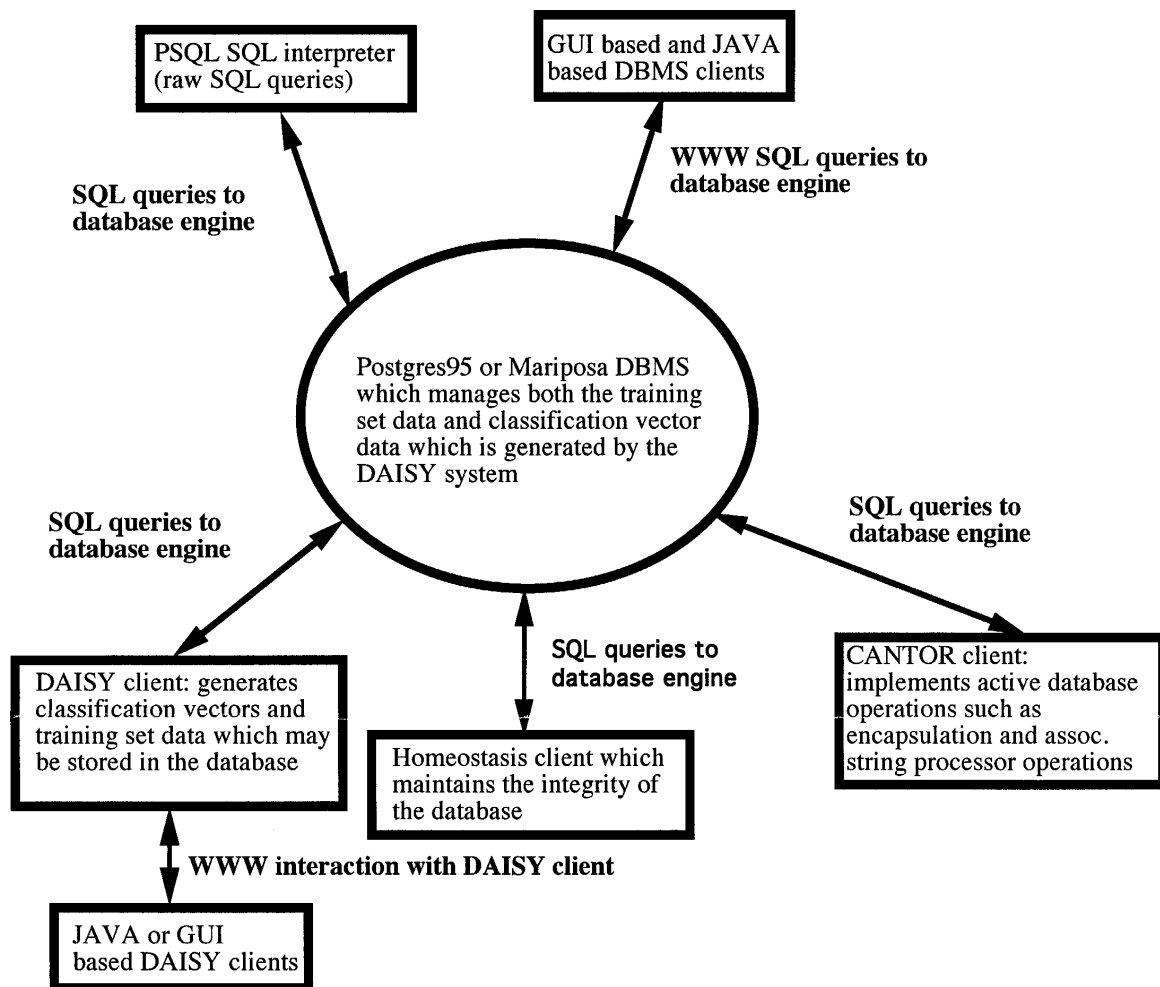 PSQL SQL interpreter
(raw SQL queries)
GUI based and JAVA
based DBMS clients
WWW SQL queries to
database engine
SQL queries to
database engine
Postgres95 or Mariposa DBMS
which manages both the training
set data and classification vector
data which is generated by the
DAISY system
SQL queries to
database engine
SQL queries to
database engine
SQL queries to
database engine
DAISY client: generates
classification vectors and
training set data which may
be stored in the database
Homeostasis client which
maintains the integrity of
the database
CANTOR client:
implements active database
operations such as
encapsulation and assoc.
string processor operations
WWW interaction with DAISY client
JAVA or GUI
based DAISY clients